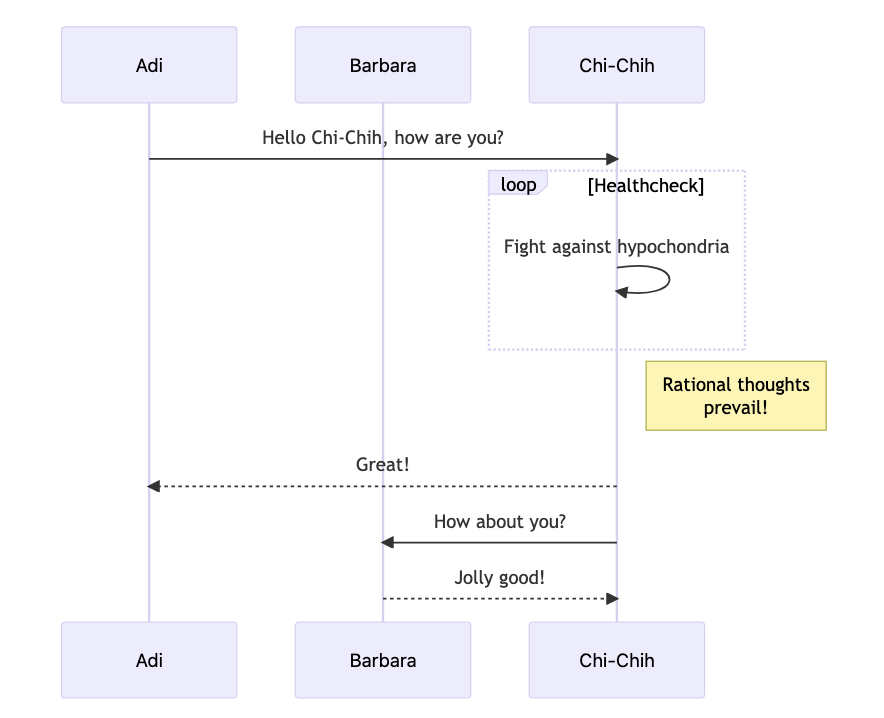 Adi
Barbara
Chi-Chih
Hello Chi-Chih, how are you?
loop
[Healthcheck]
Fight against hypochondria
Rational thoughts
prevail!
Great!
How about you?
Jolly good!
Adi
Barbara
Chi-Chih